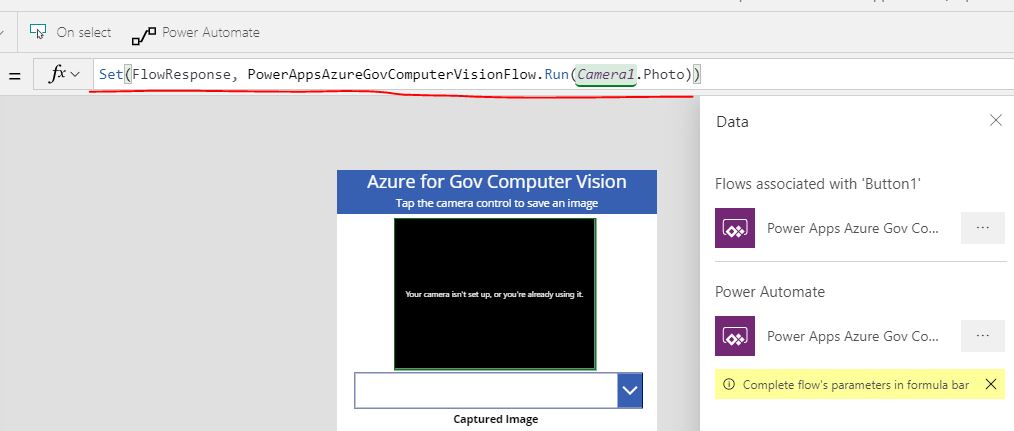 On select
Power Automate
= fx Set(FlowResponse, PowerAppsAzureGovComputerVisionFlow.Run(Camera1.Photo))
Data
Flows associated with 'Button1'
Power Apps Azure Gov Co... ...
Power Automate
Power Apps Azure Gov Co... ...
Complete flow's parameters in formula bar
Azure for Gov Computer Vision
Tap the camera control to save an image
Your camera isn't set up, or you're already using it.
Captured Image